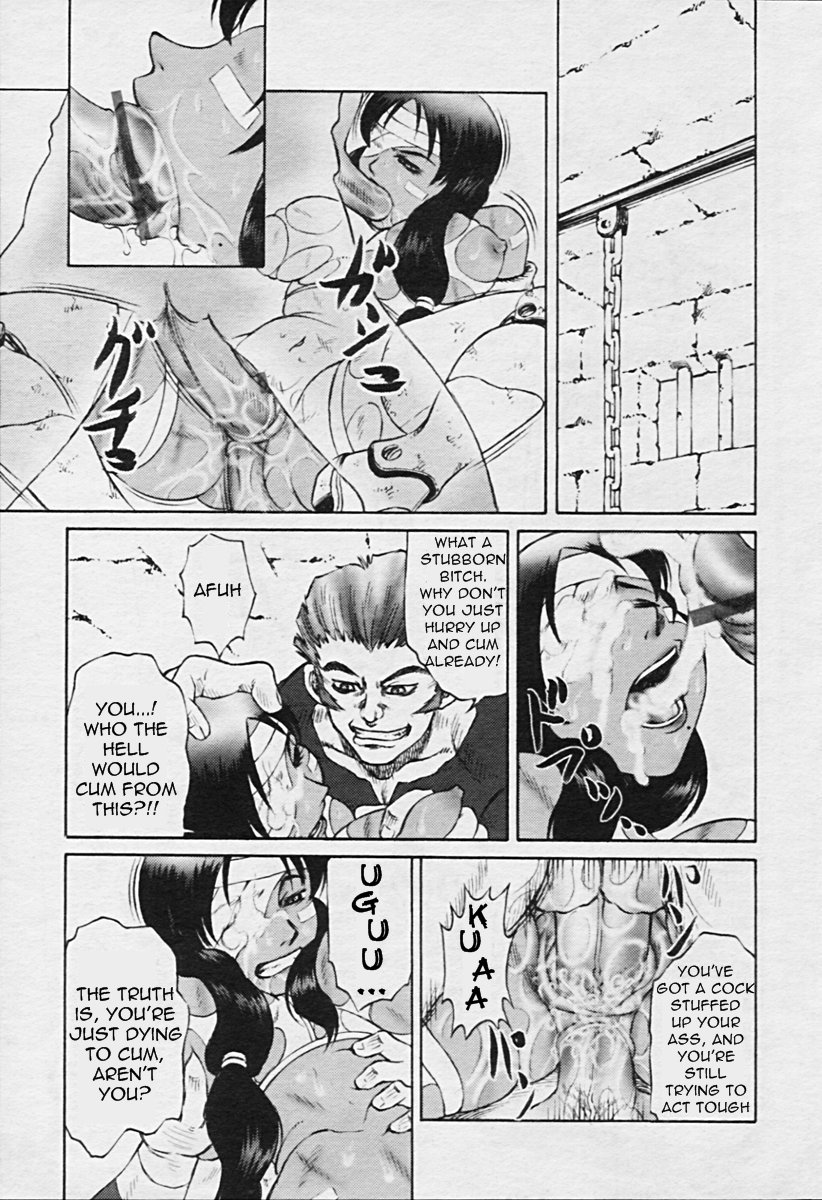 WHAT A
STUBBORN
BITCH.
WHY DON'T
YOU JUST
HURRY UP
AND CUM
ALREADY!
AFUH
YOU...!
WHO THE
HELL
WOULD
CUM FROM
THIS?!!
YOU'VE
GOT A COCK
STUFFED
UP YOUR
ASS, AND
YOU'RE
STILL
TRYING TO
ACT TOUGH
KUAA
UGUU...
THE TRUTH
IS, YOU'RE
JUST DYING
TO CUM,
AREN'T
YOU?